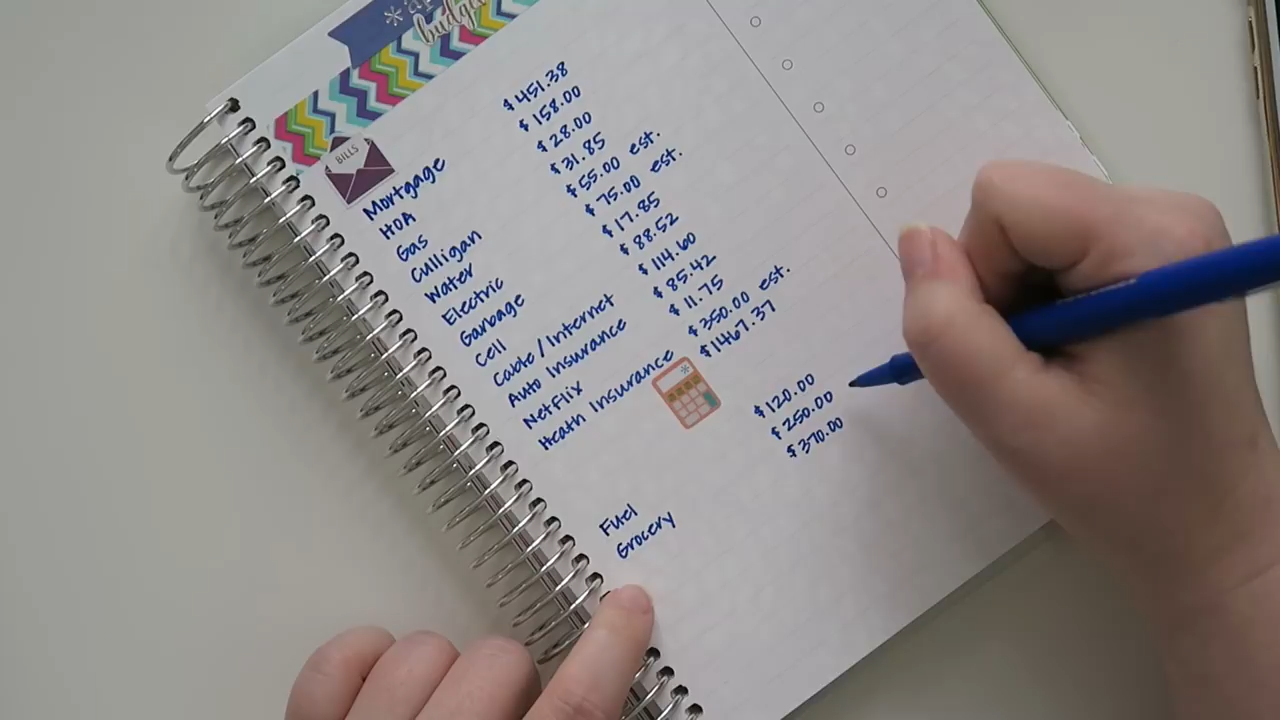 budget
BILLS
Mortgage $451.38
HOA $158.00
Gas $28.00
Culligan $31.85
Water $55.00 est.
Electric $75.00 est.
Garbage $17.85
Cell $88.52
Cable / Internet $114.60
Auto Insurance $85.42
Netflix $11.75
Heath Insurance $350.00 est.
$1467.37
Fuel $120.00
Grocery $250.00
$370.00